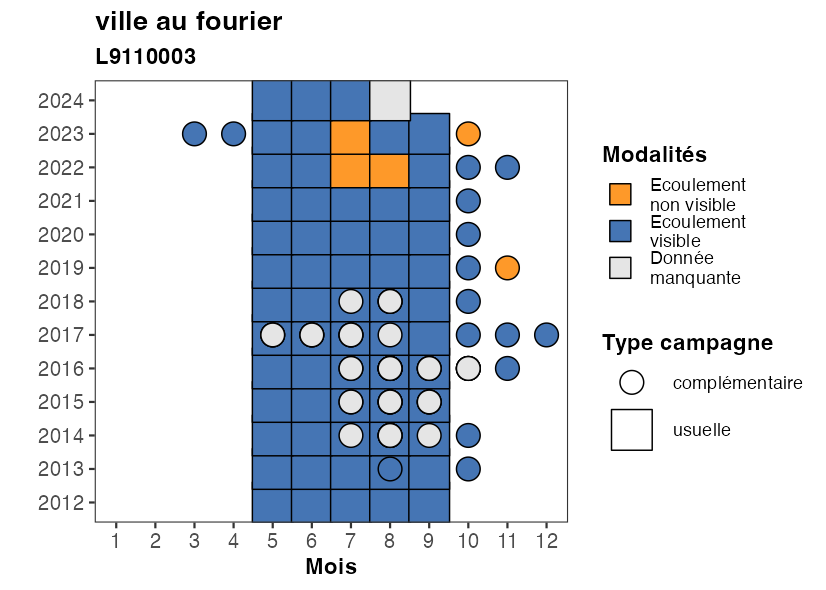 ville au fourier
L9110003
2024
2023
2022
2021
2020
2019
2018
2017
2016
2015
2014
2013
2012
1 2 3 4 5 6 7 8 9 10 11 12
Mois
Modalités
Ecoulement
non visible
Ecoulement
visible
Donnée
manquante
Type campagne
complémentaire
usuelle